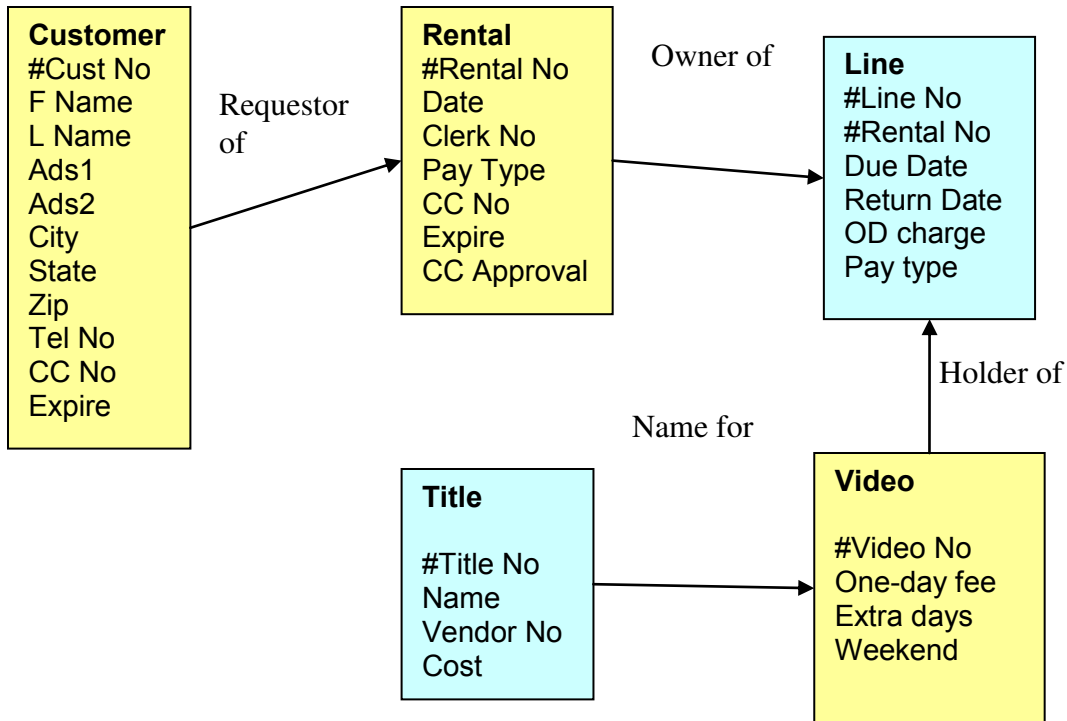 Customer
#Cust No
F Name
L Name
Ads1
Ads2
City
State
Zip
Tel No
CC No
Expire
Requestor
of
Rental
#Rental No
Date
Clerk No
Pay Type
CC No
Expire
CC Approval
Owner of
Line
#Line No
#Rental No
Due Date
Return Date
OD charge
Pay type
Holder of
Name for
Title
#Title No
Name
Vendor No
Cost
Video
#Video No
One-day fee
Extra days
Weekend